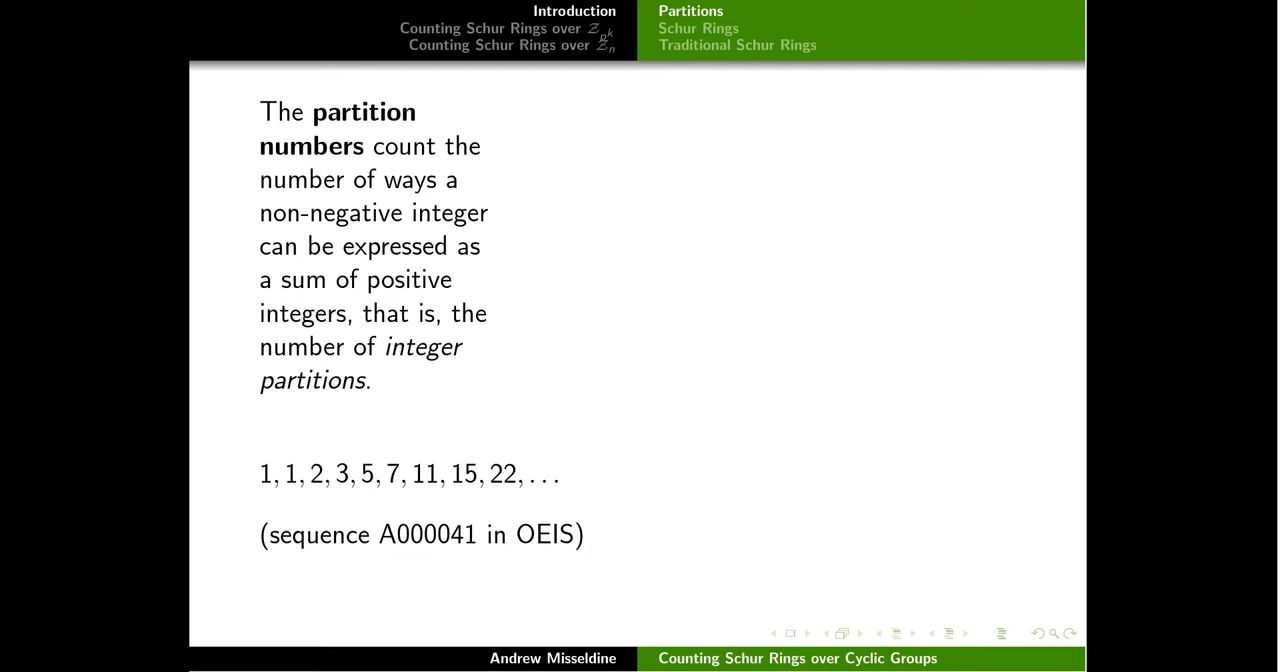 Introduction
Counting Schur Rings over Z_{p^k}
Counting Schur Rings over Z_n
Partitions
Schur Rings
Traditional Schur Rings
The partition
numbers count the
number of ways a
non-negative integer
can be expressed as
a sum of positive
integers, that is, the
number of integer
partitions.
1, 1, 2, 3, 5, 7, 11, 15, 22, . . .
(sequence A000041 in OEIS)
Andrew Misseldine
Counting Schur Rings over Cyclic Groups